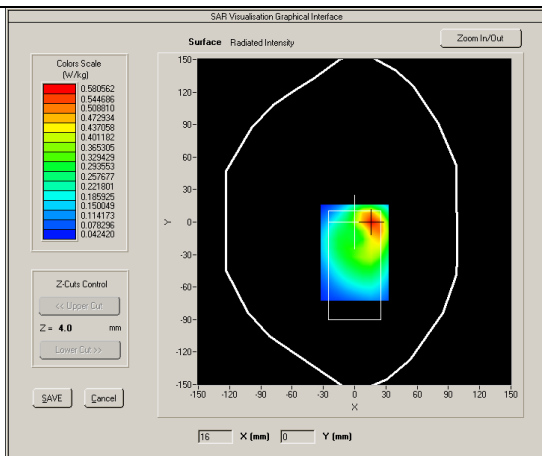 SAR Visualisation Graphical Interface
Surface Radiated Intensity
Zoom In/Out
Colors Scale
(W/kg)
0.580562
0.544686
0.508810
0.472934
0.437058
0.401182
0.365305
0.329429
0.293553
0.257677
0.221801
0.185925
0.150049
0.114173
0.078296
0.042420
Z-Cuts Control
<< Upper Cut
Z = 4.0 mm
Lower Cut >>
SAVE Cancel
150
120
90
60
30
0
-30
-60
-90
-120
-150
Y
-150 -120 -90 -60 -30 0 30 60 90 120 150
X
16 X (mm) 0 Y (mm)